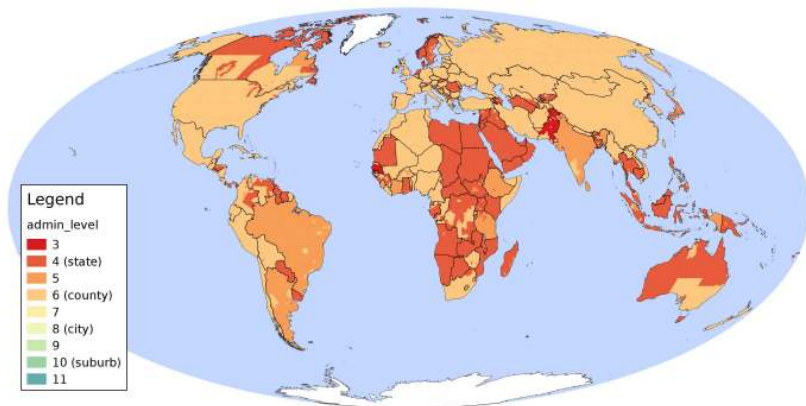 Legend
admin_level
3
4 (state)
5
6 (county)
7
8 (city)
9
10 (suburb)
11